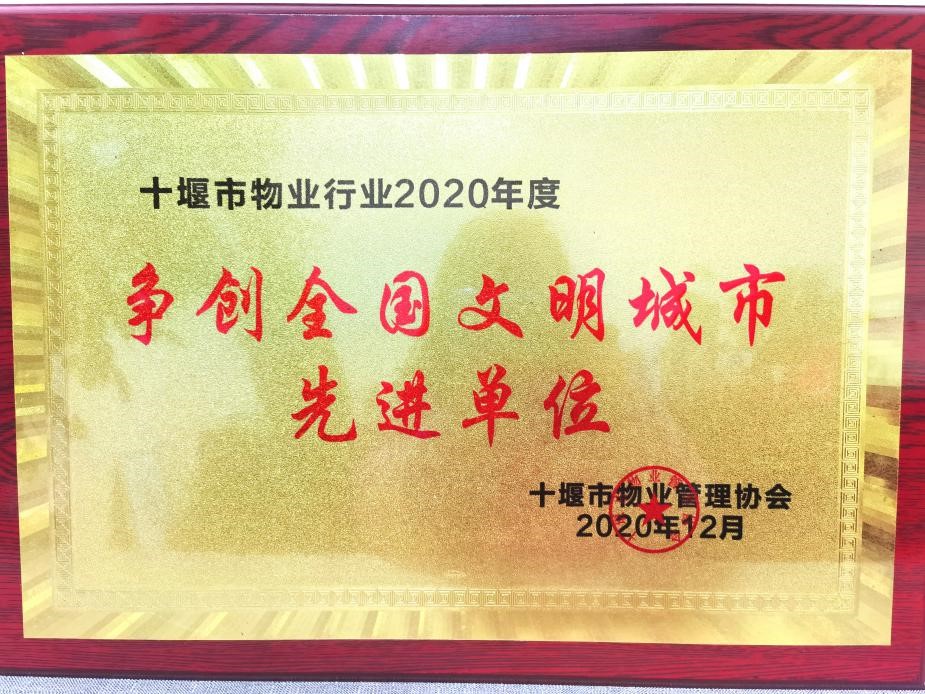 十堰市物业行业2020年度
争创全国文明城市
先进单位
十堰市物业管理协会
2020年12月